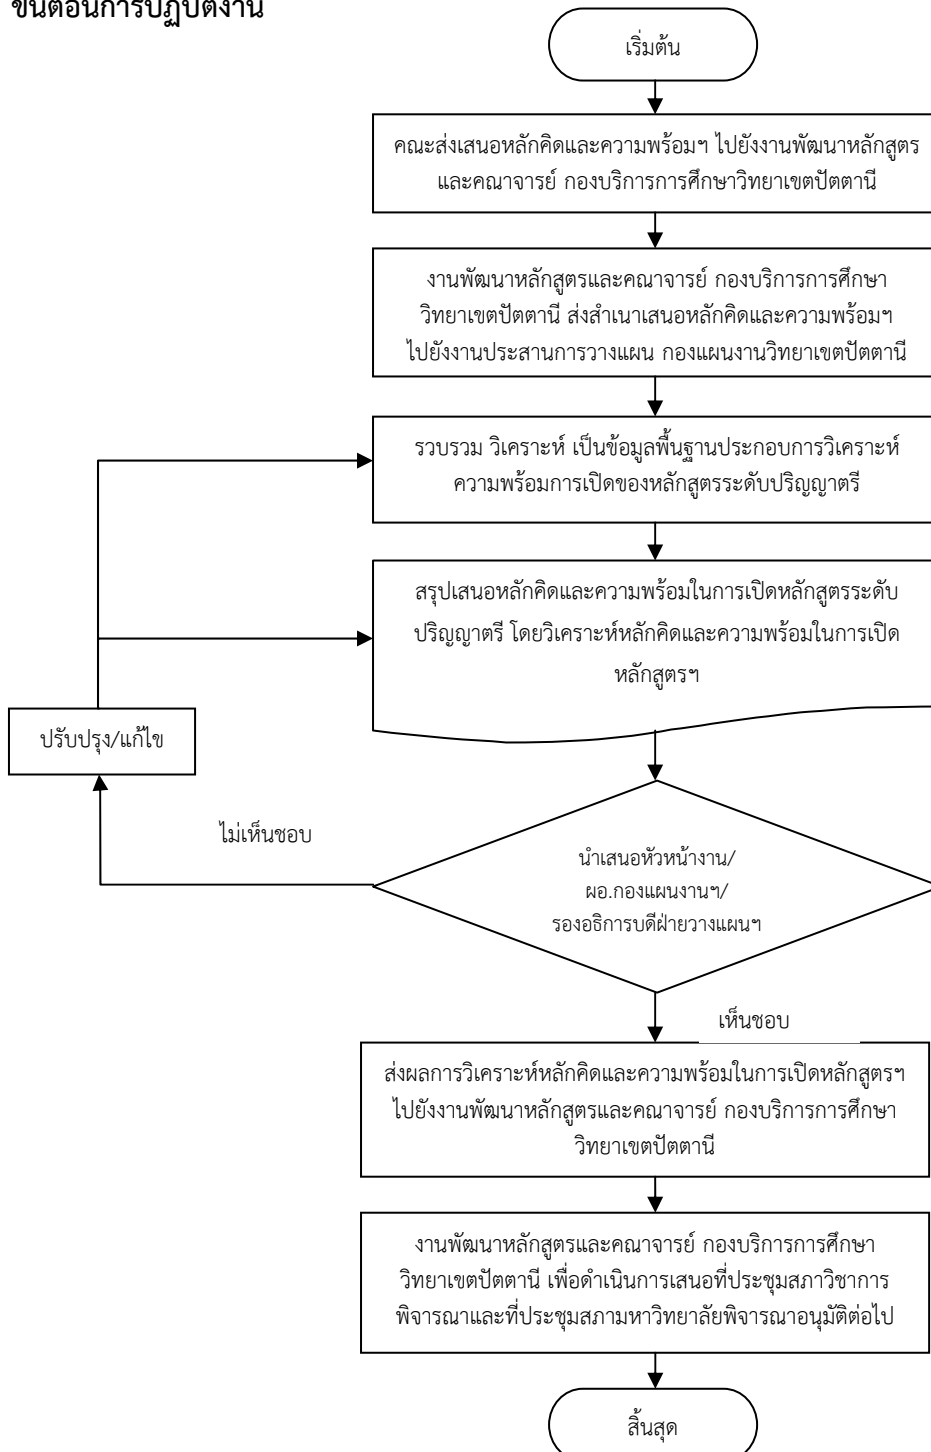 ขั้นตอนการปฏิบัติงาน
เริ่มต้น
คณะส่งเสนอหลักคิดและความพร้อมฯ ไปยังงานพัฒนาหลักสูตร
และคณาจารย์ กองบริการการศึกษาวิทยาเขตปัตตานี
งานพัฒนาหลักสูตรและคณาจารย์ กองบริการการศึกษา
วิทยาเขตปัตตานี ส่งสำเนาเสนอหลักคิดและความพร้อมฯ
ไปยังงานประสานการวางแผน กองแผนงานวิทยาเขตปัตตานี
รวบรวม วิเคราะห์ เป็นข้อมูลพื้นฐานประกอบการวิเคราะห์
ความพร้อมการเปิดของหลักสูตรระดับปริญญาตรี
สรุปเสนอหลักคิดและความพร้อมในการเปิดหลักสูตรระดับ
ปริญญาตรี โดยวิเคราะห์หลักคิดและความพร้อมในการเปิด
หลักสูตรฯ
ปรับปรุง/แก้ไข
ไม่เห็นชอบ
นำเสนอหัวหน้างาน/
ผอ.กองแผนงานฯ/
รองอธิการบดีฝ่ายวางแผนฯ
เห็นชอบ
ส่งผลการวิเคราะห์หลักคิดและความพร้อมในการเปิดหลักสูตรฯ
ไปยังงานพัฒนาหลักสูตรและคณาจารย์ กองบริการการศึกษา
วิทยาเขตปัตตานี
งานพัฒนาหลักสูตรและคณาจารย์ กองบริการการศึกษา
วิทยาเขตปัตตานี เพื่อดำเนินการเสนอที่ประชุมสภาวิชาการ
พิจารณาและที่ประชุมสภามหาวิทยาลัยพิจารณาอนุมัติต่อไป
สิ้นสุด